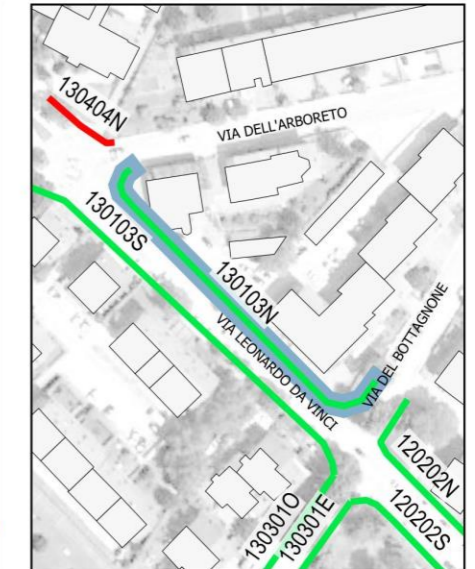 130404N
VIA DELL'ARBORETO
130103S
130103N
VIA LEONARDO DA VINCI
VIA DEL BOTTAGNONE
120202N
120202S
130301O
130301E